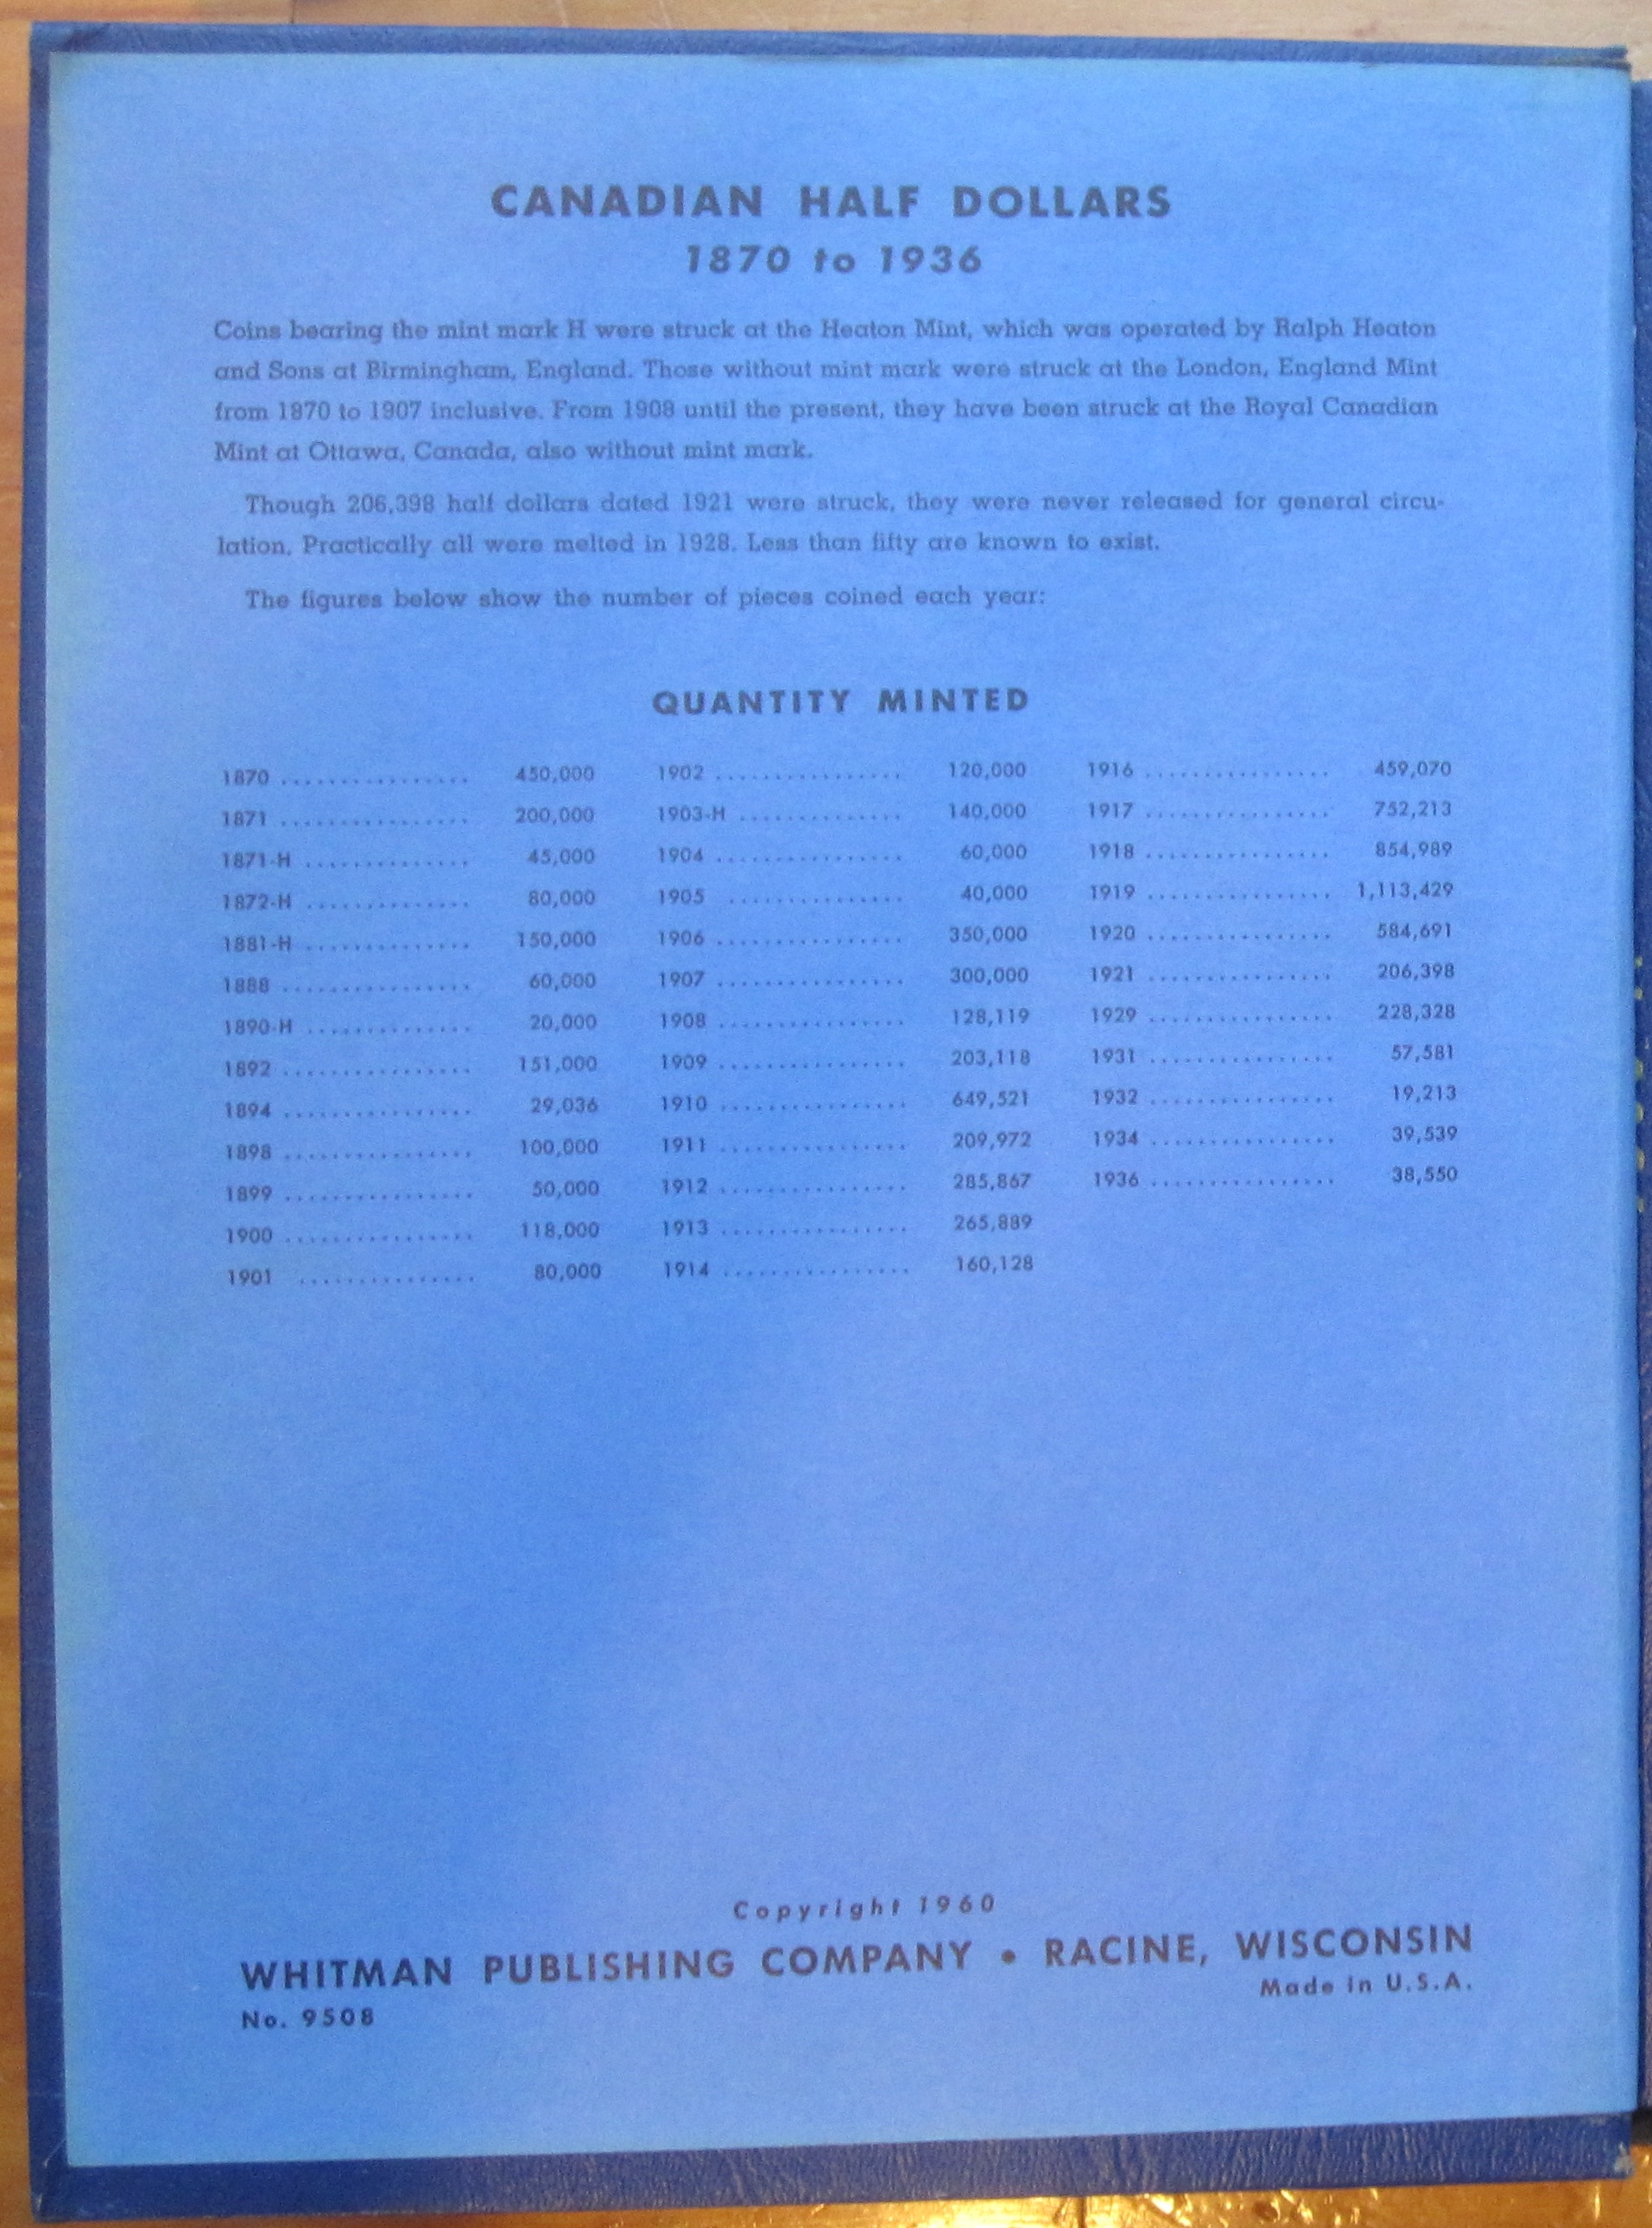 CANADIAN HALF DOLLARS
1870 to 1936
Coins bearing the mint mark H were struck at the Heaton Mint, which was operated by Ralph Heaton
and Sons at Birmingham, England. Those without mint mark were struck at the London, England Mint
from 1870 to 1907 inclusive. From 1908 until the present, they have been struck at the Royal Canadian
Mint at Ottawa, Canada, also without mint mark.
Though 206,398 half dollars dated 1921 were struck, they were never released for general circu-
lation. Practically all were melted in 1928. Less than fifty are known to exist.
The figures below show the number of pieces coined each year:
QUANTITY MINTED
1870 ................ 450,000
1871 ................ 200,000
1871-H .............. 45,000
1872-H .............. 80,000
1881-H .............. 150,000
1888 ................ 60,000
1890-H .............. 20,000
1892 ................ 151,000
1894 ................ 29,036
1898 ................ 100,000
1899 ................ 50,000
1900 ................ 118,000
1901 ............... 80,000
1902 ................ 120,000
1903-H .............. 140,000
1904 ................ 60,000
1905 ............... 40,000
1906 ................ 350,000
1907 ................ 300,000
1908 ................ 128,119
1909 ................ 203,118
1910 ................ 649,521
1911 ................ 209,972
1912 ................ 285,867
1913 ................ 265,889
1914 ................ 160,128
1916 ................ 459,070
1917 ................ 752,213
1918 ................ 854,989
1919 ................ 1,113,429
1920 ................ 584,691
1921 ................ 206,398
1929 ................ 228,328
1931 ................ 57,581
1932 ................ 19,213
1934 ................ 39,539
1936 ................ 38,550
Copyright 1960
WHITMAN PUBLISHING COMPANY • RACINE, WISCONSIN
No. 9508 Made in U.S.A.